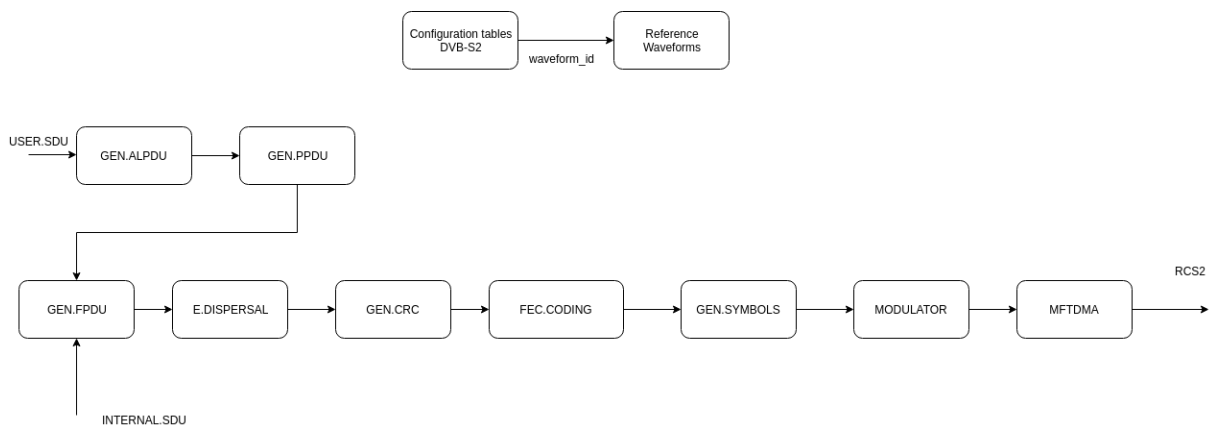 Configuration tables
DVB-S2
waveform_id
Reference
Waveforms
USER.SDU
GEN.ALPDU
GEN.PPDU
RCS2
GEN.FPDU
E.DISPERSAL
GEN.CRC
FEC.CODING
GEN.SYMBOLS
MODULATOR
MFTDMA
INTERNAL.SDU